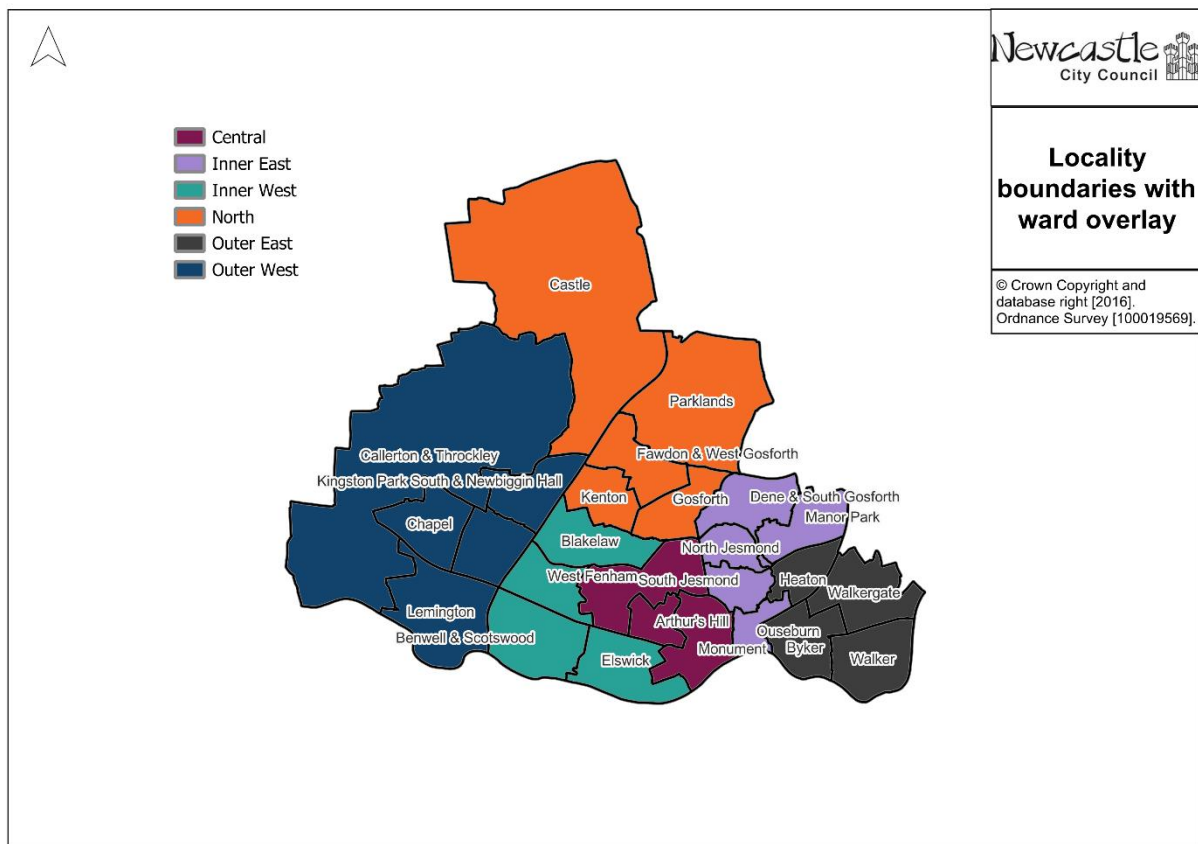 Newcastle
City Council
Locality
boundaries with
ward overlay
© Crown Copyright and
database right [2016].
Ordnance Survey [100019569].
Central
Inner East
Inner West
North
Outer East
Outer West
Castle
Parklands
Callerton & Throckley
Fawdon & West Gosforth
Kingston Park South & Newbiggin Hall
Kenton
Gosforth
Dene & South Gosforth
Manor Park
Chapel
Blakelaw
North Jesmond
West Fenham
South Jesmond
Heaton
Walkergate
Lemington
Arthur's Hill
Benwell & Scotswood
Ouseburn
Monument
Byker
Elswick
Walker